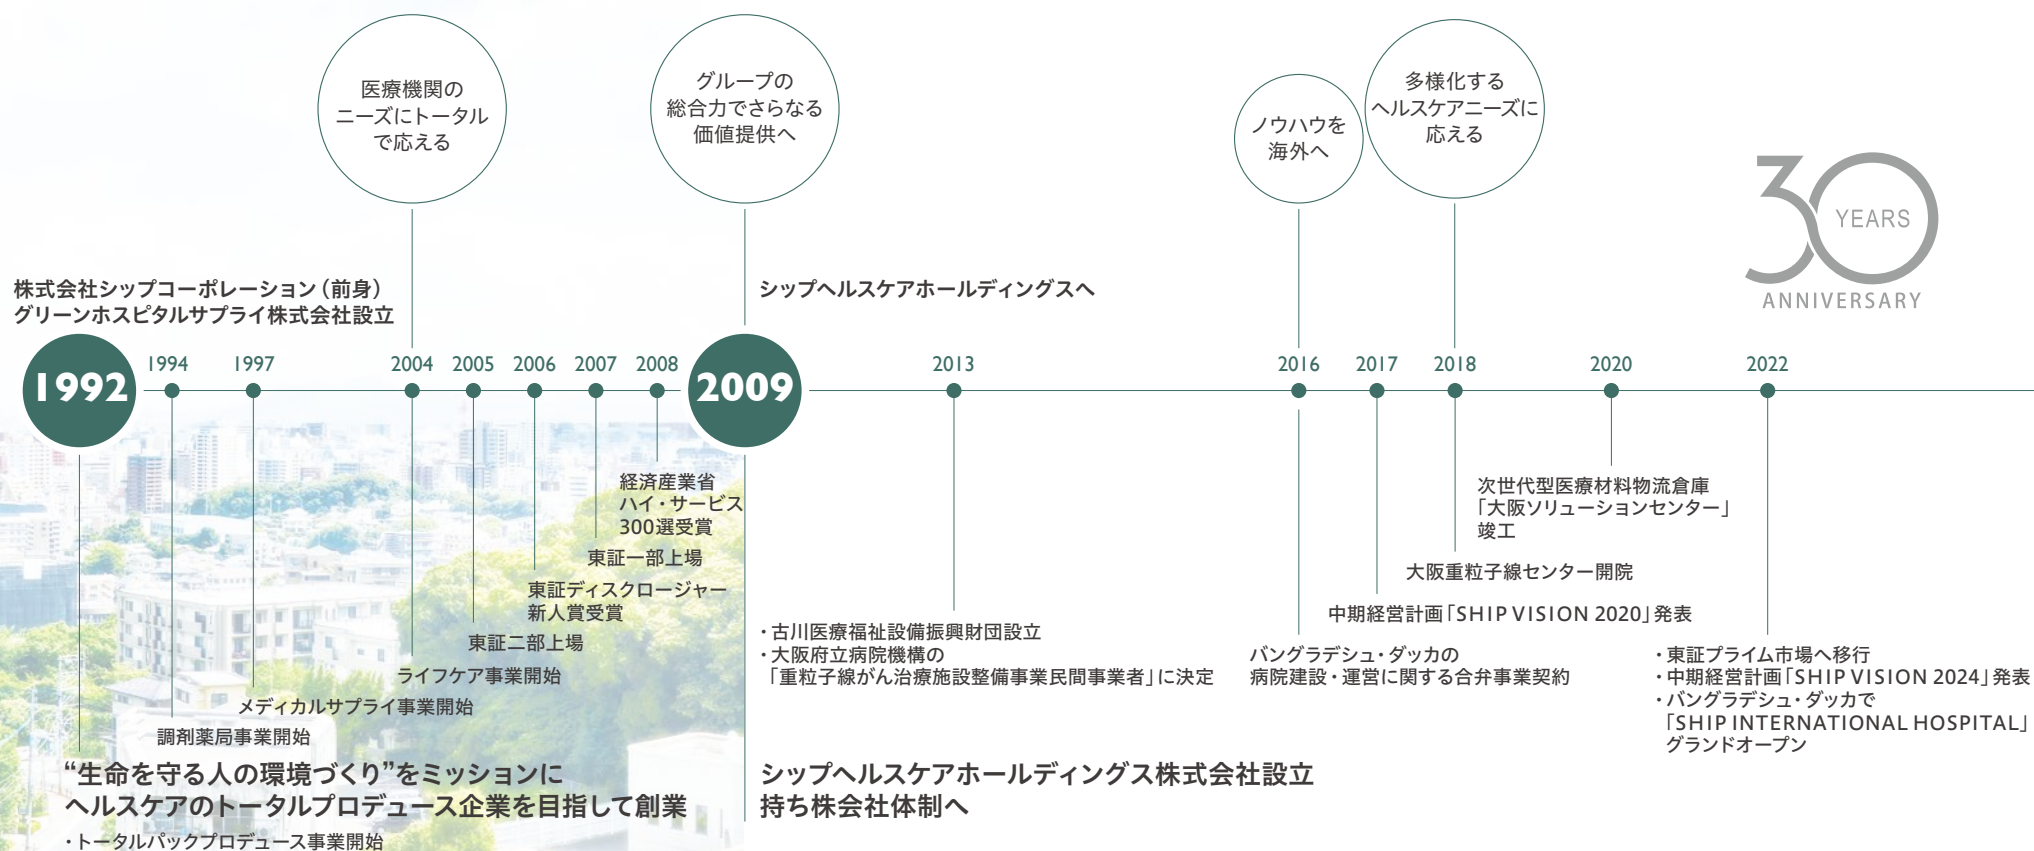 医療機関の
ニーズにトータル
で応える
グループの
総合力でさらなる
価値提供へ
ノウハウを
海外へ
多様化する
ヘルスケアニーズに
応える
30
YEARS
ANNIVERSARY
株式会社シップコーポレーション（前身）
グリーンホスピタルサプライ株式会社設立
シップヘルスケアホールディングスへ
1992
1994
1997
2004
2005
2006
2007
2008
2009
2013
2016
2017
2018
2020
2022
経済産業省
ハイ・サービス
300選受賞
東証一部上場
東証ディスクロージャー
新人賞受賞
東証二部上場
ライフケア事業開始
メディカルサプライ事業開始
調剤薬局事業開始
“生命を守る人の環境づくり”をミッションに
ヘルスケアのトータルプロデュース企業を目指して創業
・トータルパックプロデュース事業開始
シップヘルスケアホールディングス株式会社設立
持ち株会社体制へ
・古川医療福祉設備振興財団設立
・大阪府立病院機構の
「重粒子線がん治療施設整備事業民間事業者」に決定
バングラデシュ・ダッカの
病院建設・運営に関する合弁事業契約
中期経営計画「SHIP VISION 2020」発表
大阪重粒子線センター開院
次世代型医療材料物流倉庫
「大阪ソリューションセンター」
竣工
・東証プライム市場へ移行
・中期経営計画「SHIP VISION 2024」発表
・バングラデシュ・ダッカで
「SHIP INTERNATIONAL HOSPITAL」
グランドオープン